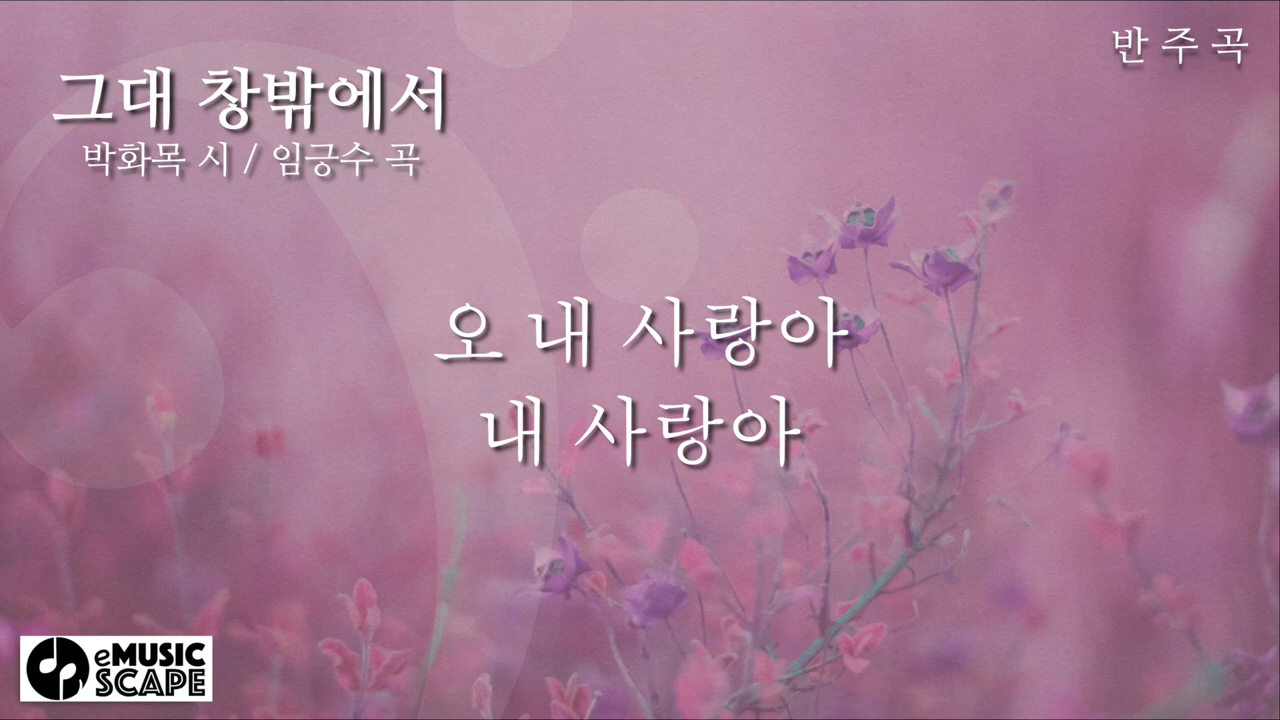 반 주 곡
그대 창밖에서
박화목 시 / 임긍수 곡
오 내 사랑아
내 사랑아
eMUSIC
SCAPE